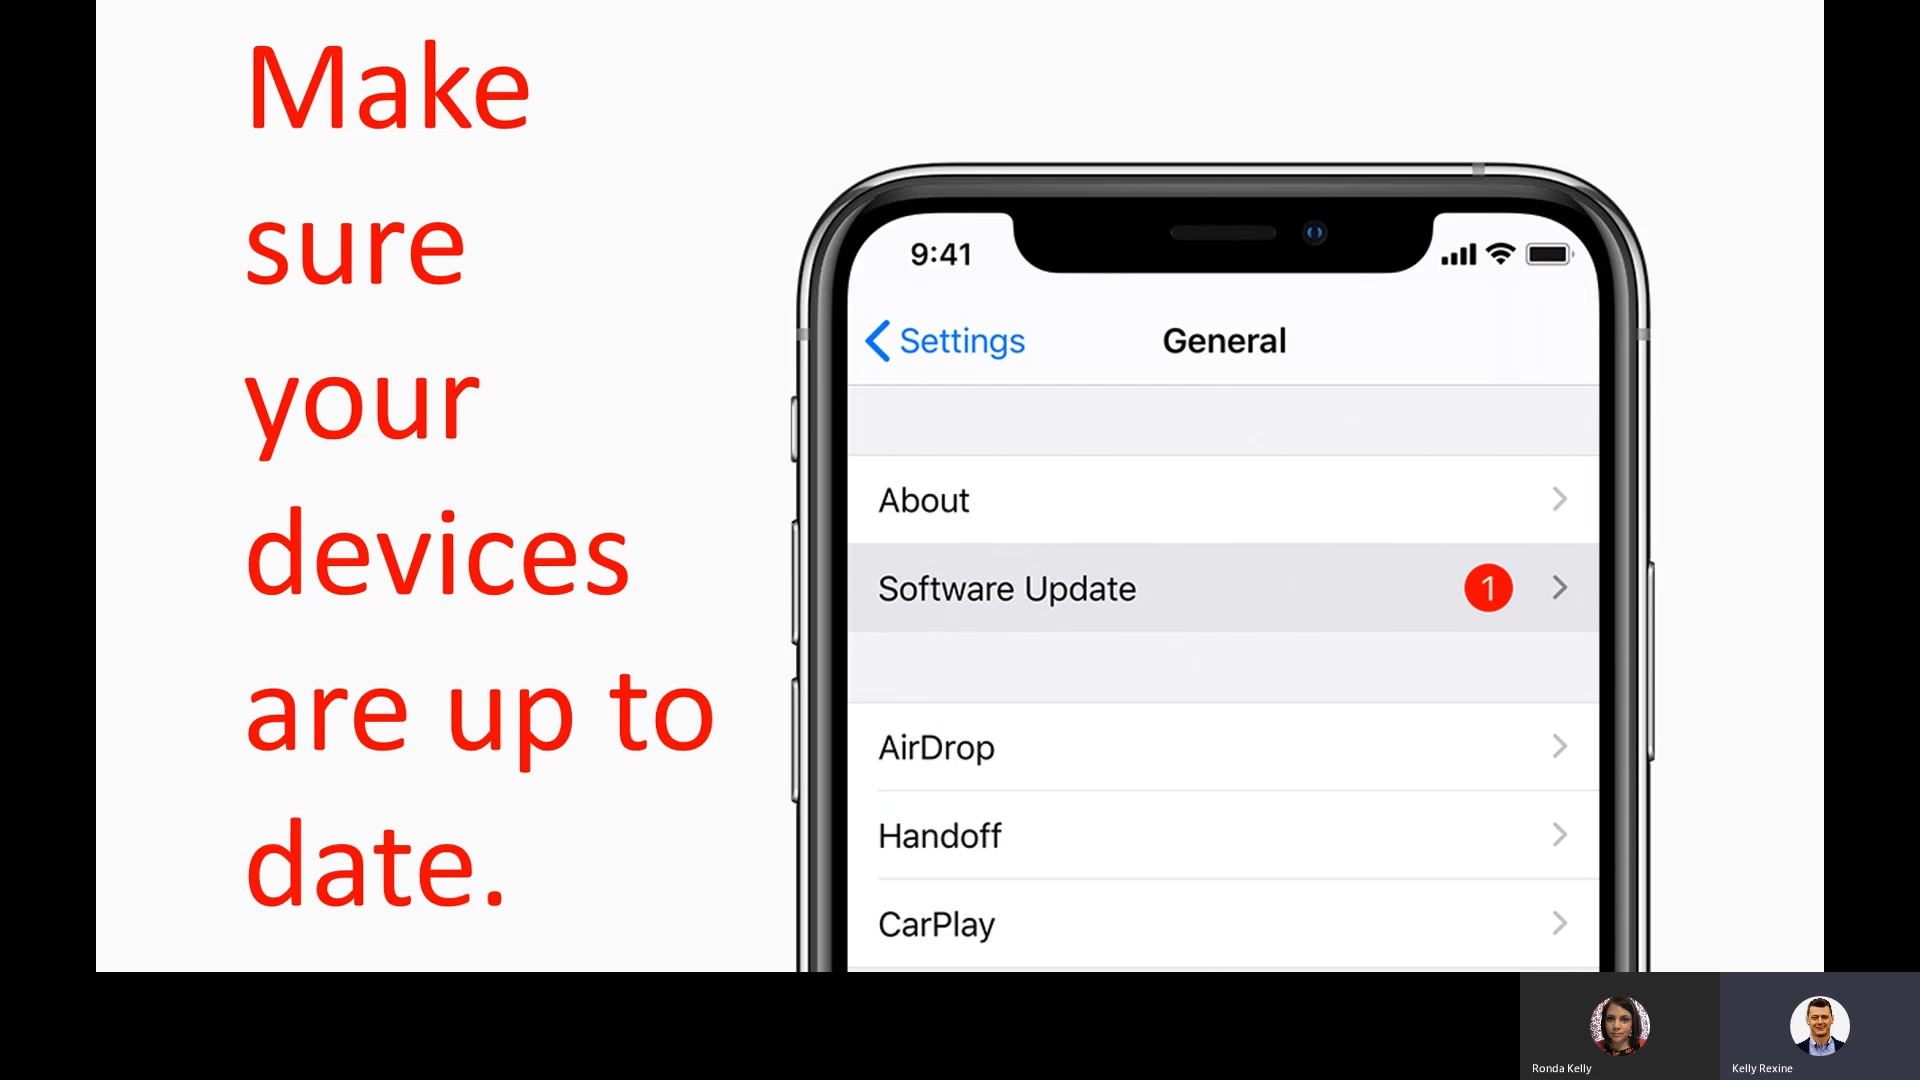 Make
sure
your
devices
are up to
date.
9:41
Settings
General
About
Software Update
1
AirDrop
Handoff
CarPlay
Ronda Kelly
Kelly Rexine